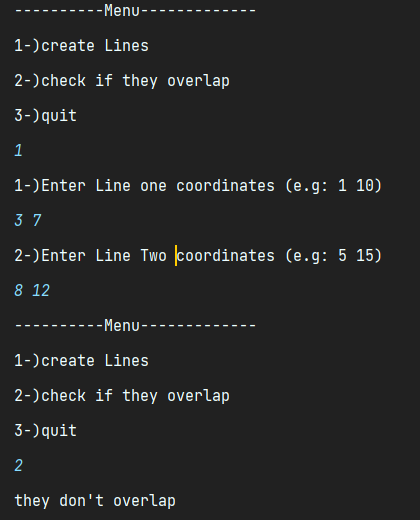 ----------Menu-------------
1-)create Lines
2-)check if they overlap
3-)quit
1
1-)Enter Line one coordinates (e.g: 1 10)
3 7
2-)Enter Line Two coordinates (e.g: 5 15)
8 12
----------Menu-------------
1-)create Lines
2-)check if they overlap
3-)quit
2
they don't overlap